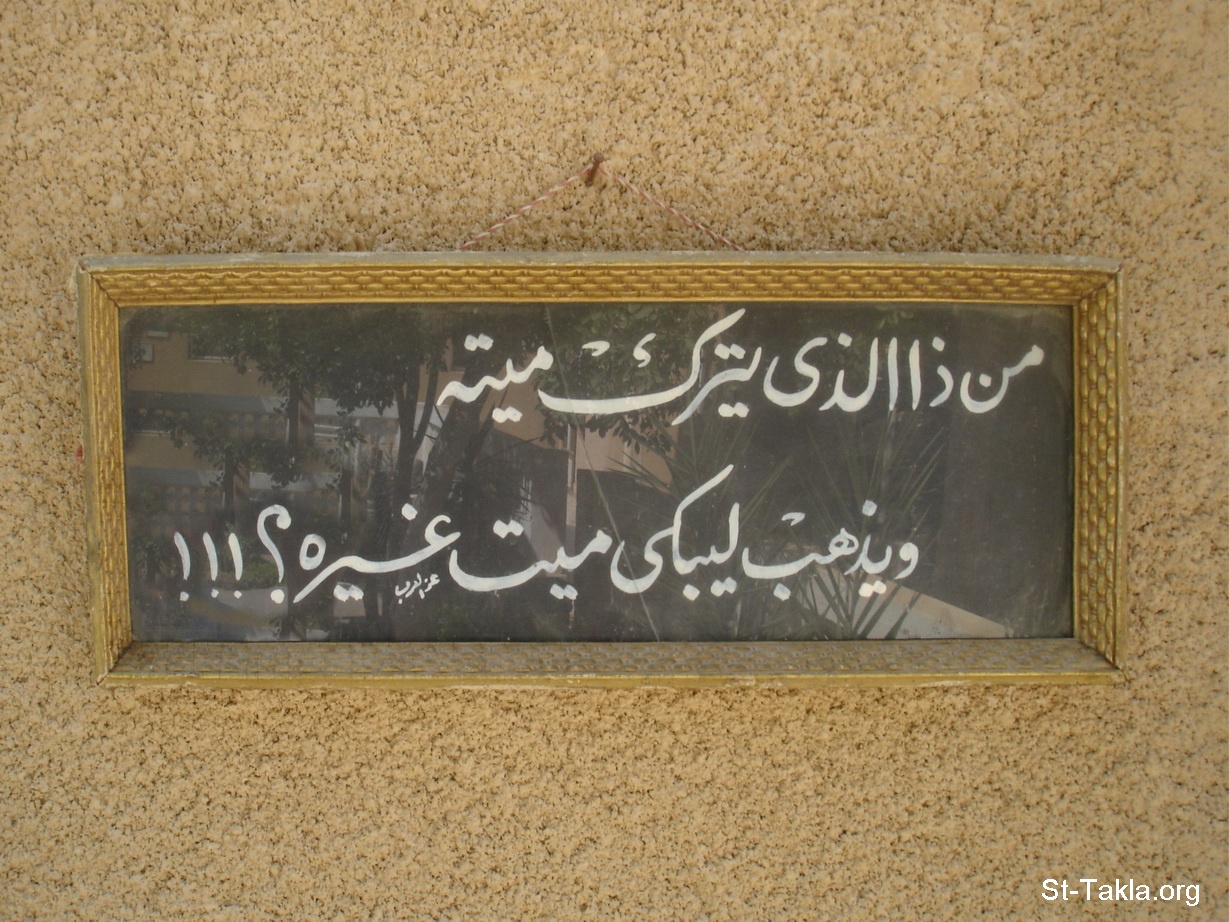 من ذا الذى يترك ميته
ويذهب ليبكى ميت غيره؟!!!
St-Takla.org